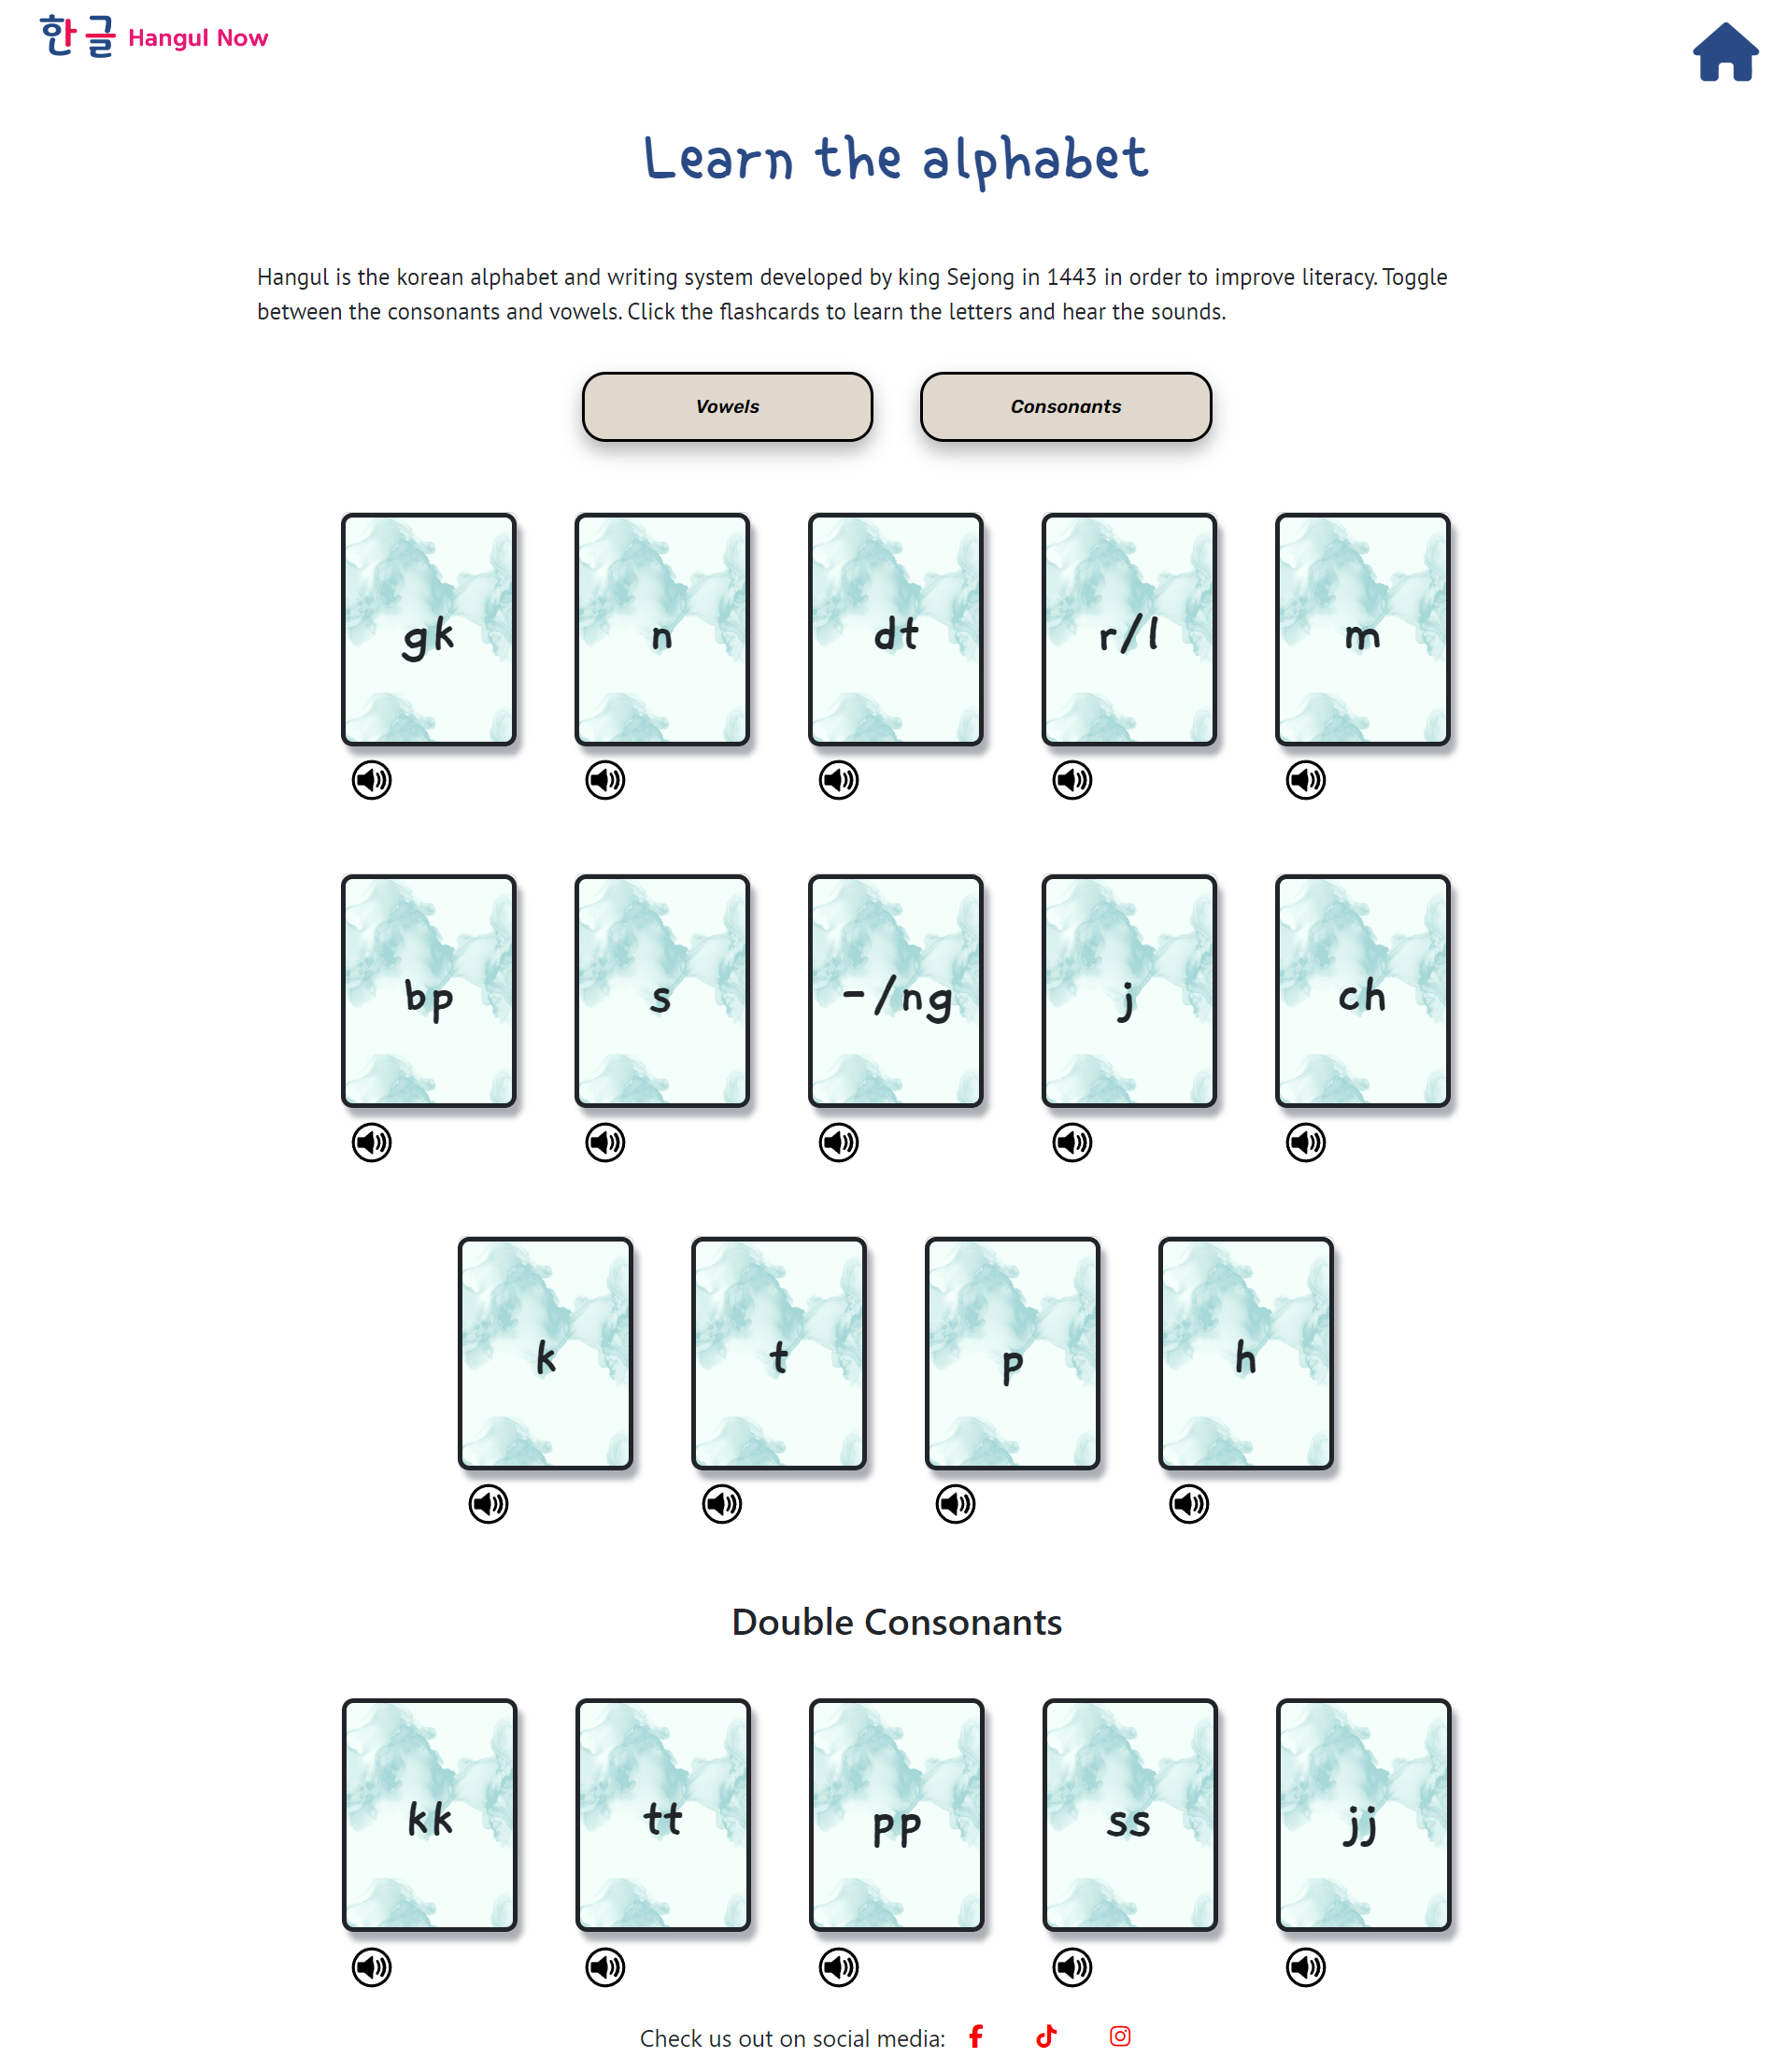 한글 Hangul Now
Learn the alphabet
Hangul is the korean alphabet and writing system developed by king Sejong in 1443 in order to improve literacy. Toggle
between the consonants and vowels. Click the flashcards to learn the letters and hear the sounds.
Vowels Consonants
gk n dt r/l m
bp s -/ng j ch
k t p h
Double Consonants
kk tt pp ss jj
Check us out on social media: